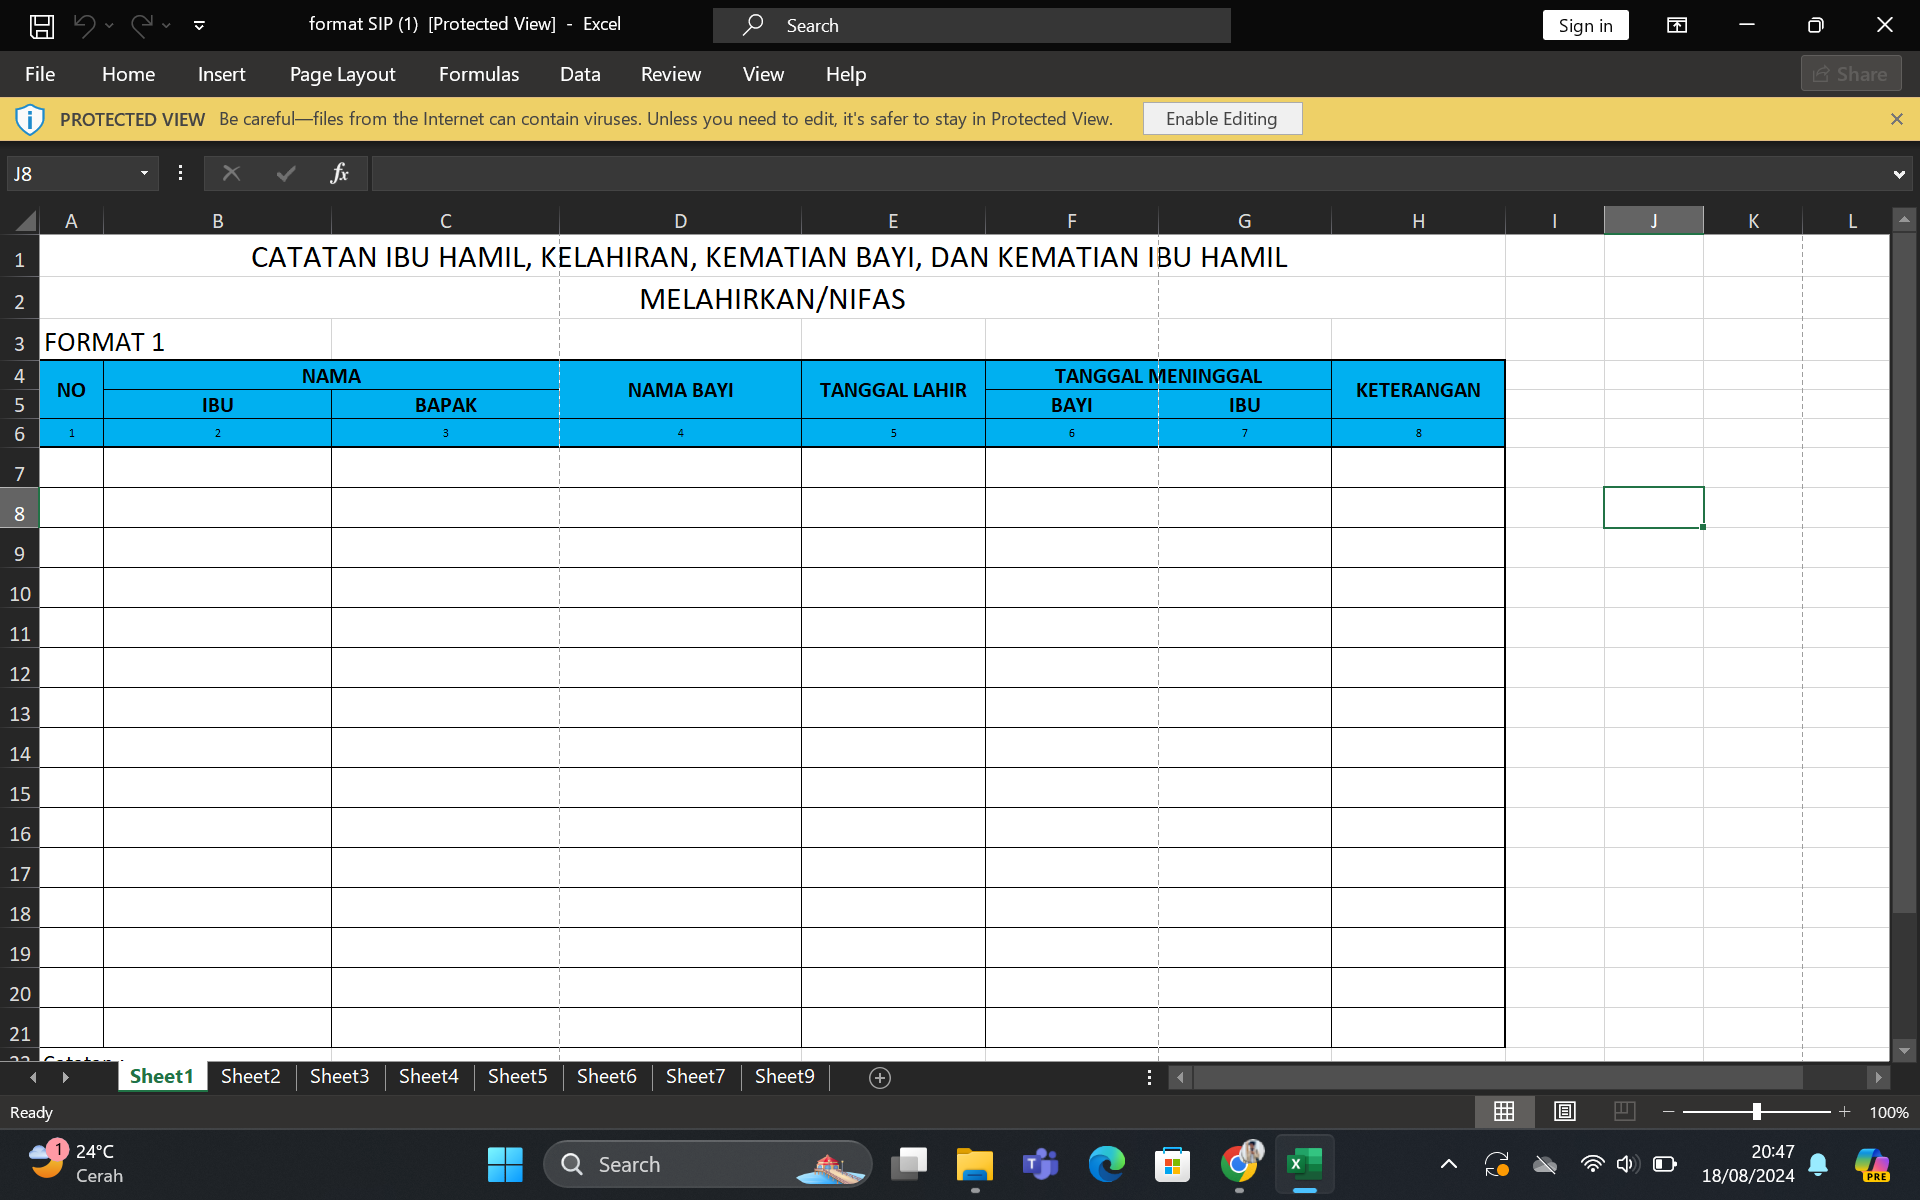 format SIP (1) [Protected View] - Excel
Search
Sign in
File Home Insert Page Layout Formulas Data Review View Help
Share
PROTECTED VIEW Be careful—files from the Internet can contain viruses. Unless you need to edit, it's safer to stay in Protected View.
Enable Editing
J8
fx
A B C D E F G H I J K L
1 CATATAN IBU HAMIL, KELAHIRAN, KEMATIAN BAYI, DAN KEMATIAN IBU HAMIL
2 MELAHIRKAN/NIFAS
3 FORMAT 1
4 NO NAMA NAMA BAYI TANGGAL LAHIR TANGGAL MENINGGAL KETERANGAN
5 IBU BAPAK BAYI IBU
6 1 2 3 4 5 6 7 8
7
8
9
10
11
12
13
14
15
16
17
18
19
20
21
22 Catatan :
Sheet1 Sheet2 Sheet3 Sheet4 Sheet5 Sheet6 Sheet7 Sheet9
Ready
100%
1
24°C
Cerah
Search
20:47
18/08/2024
PRE